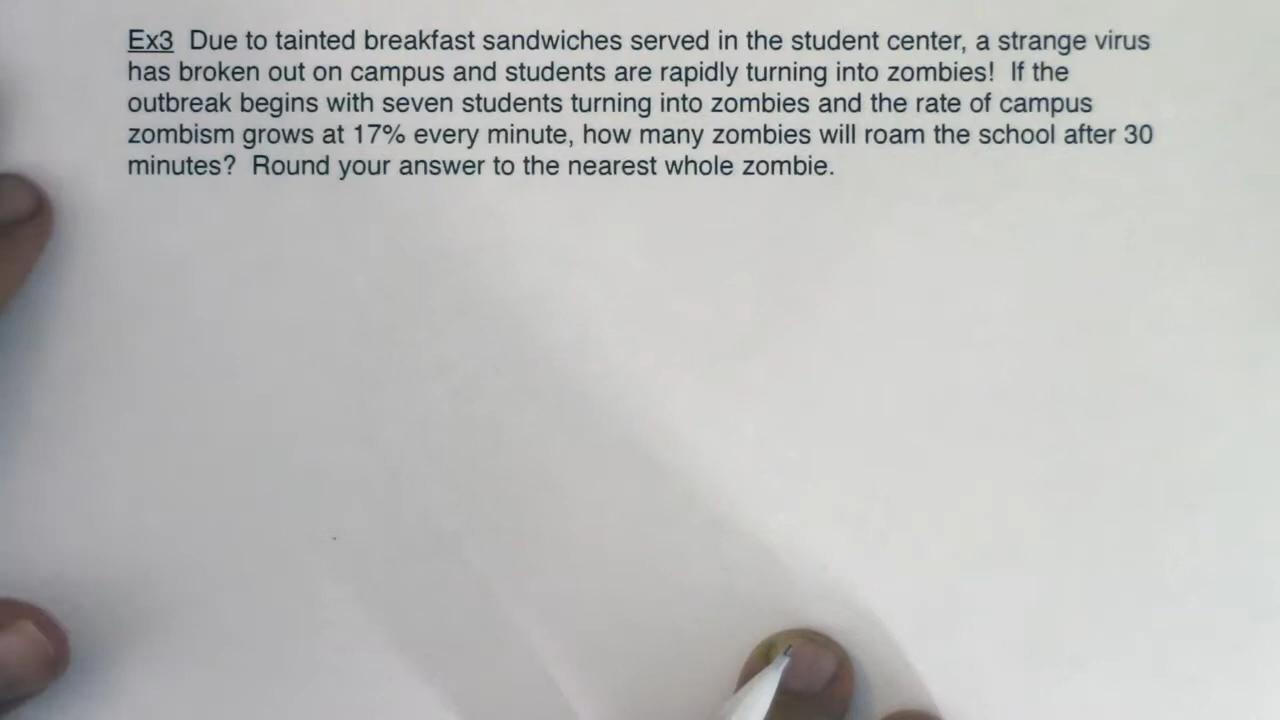 Ex3 Due to tainted breakfast sandwiches served in the student center, a strange virus
has broken out on campus and students are rapidly turning into zombies! If the
outbreak begins with seven students turning into zombies and the rate of campus
zombism grows at 17% every minute, how many zombies will roam the school after 30
minutes? Round your answer to the nearest whole zombie.